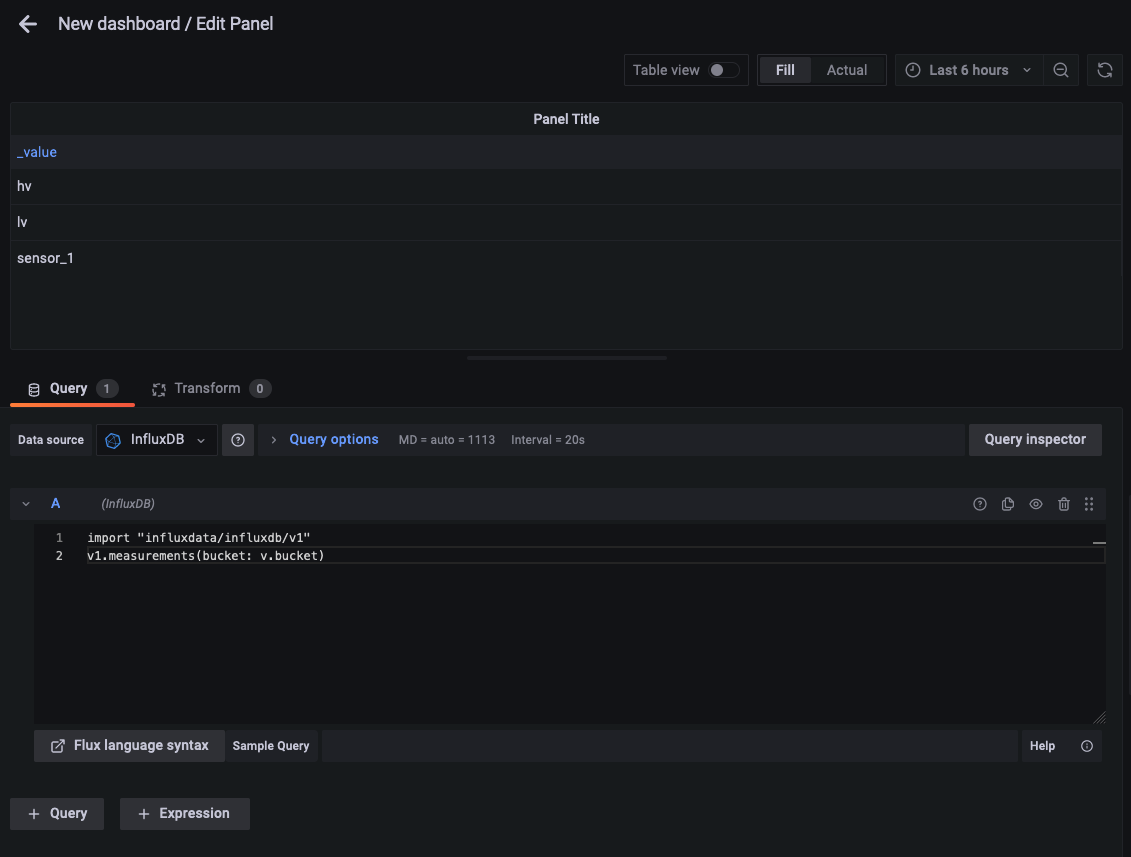 New dashboard / Edit Panel
Table view Fill Actual Last 6 hours
Panel Title
_value
hv
lv
sensor_1
Query 1 Transform 0
Data source InfluxDB Query options MD = auto = 1113 Interval = 20s Query inspector
A (InfluxDB)
1 import "influxdata/influxdb/v1"
2 v1.measurements(bucket: v.bucket)
Flux language syntax Sample Query Help
+ Query + Expression